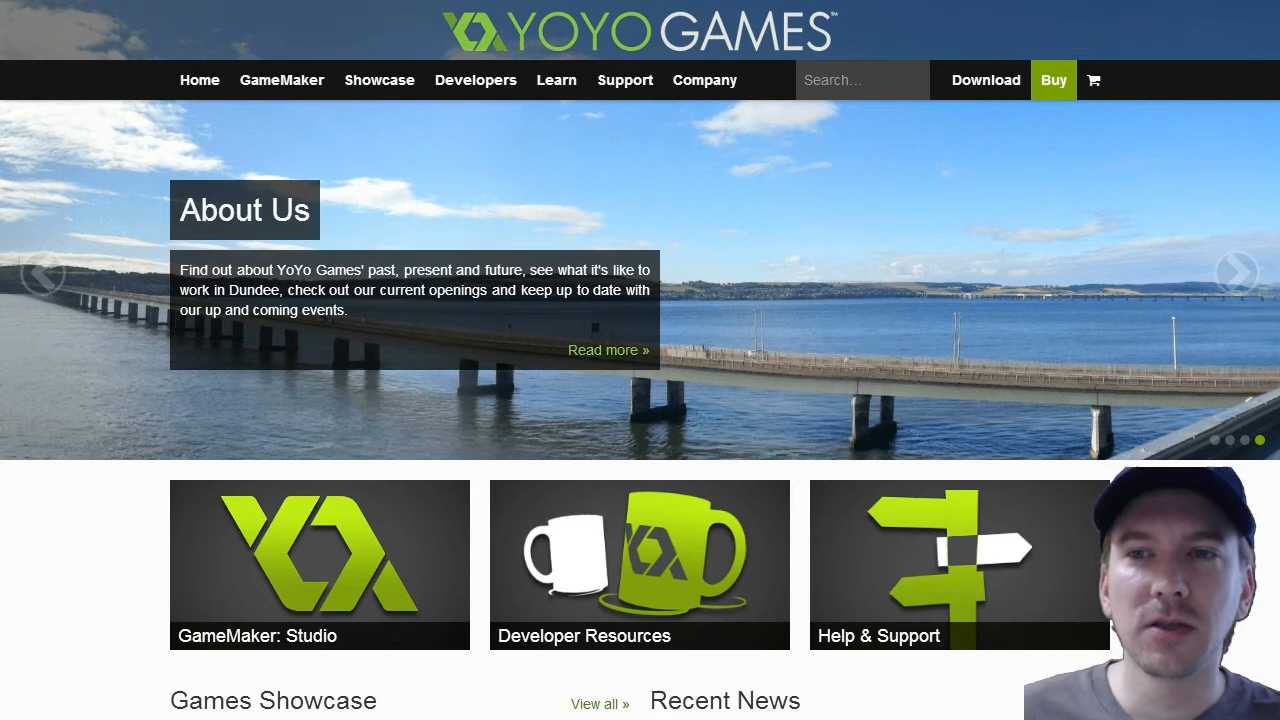 YOYO GAMES™
Home GameMaker Showcase Developers Learn Support Company Search... Download Buy
About Us
Find out about YoYo Games' past, present and future, see what it's like to
work in Dundee, check out our current openings and keep up to date with
our up and coming events.
Read more »
GameMaker: Studio
Developer Resources
Help & Support
Games Showcase
View all »
Recent News